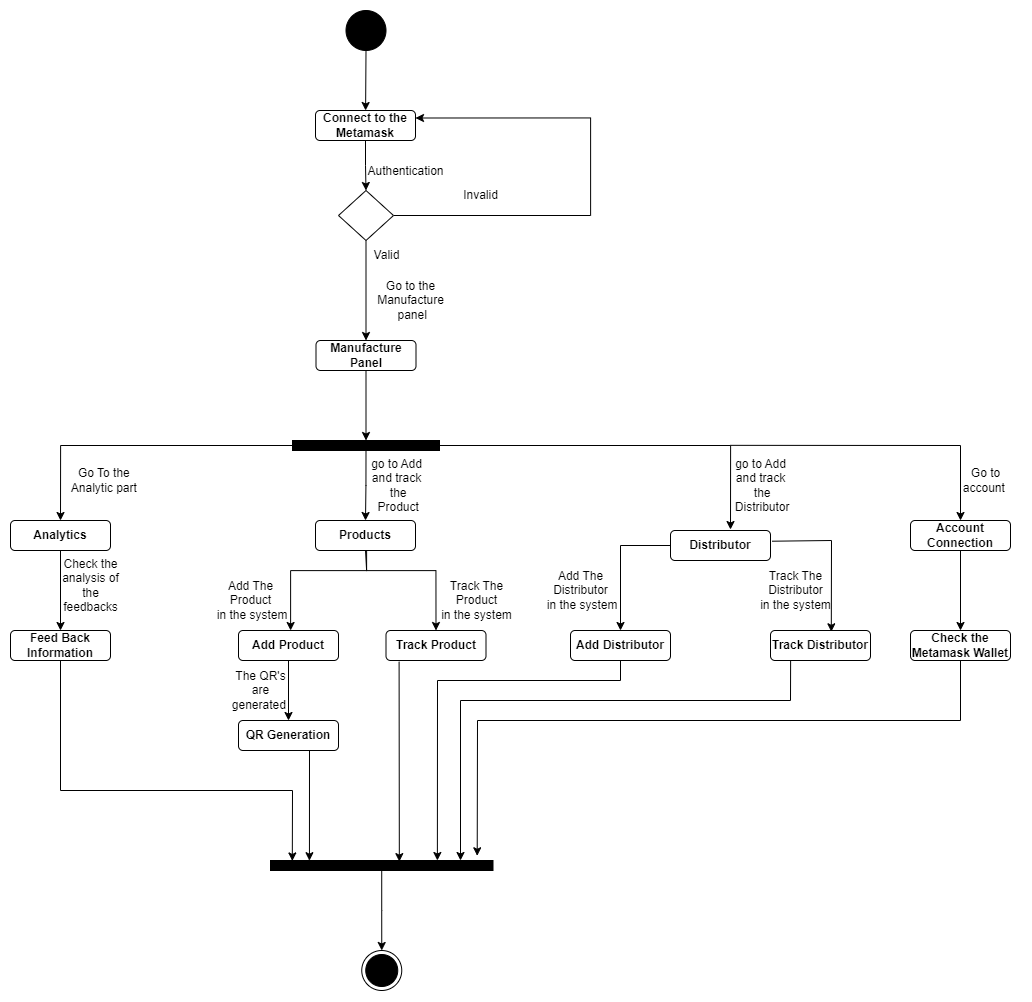 Connect to the
Metamask
Authentication
Invalid
Valid
Go to the
Manufacture
panel
Manufacture
Panel
Go To the
Analytic part
go to Add
and track
the
Product
go to Add
and track
the
Distributor
Go to
account
Analytics
Products
Distributor
Account
Connection
Check the
analysis of
the
feedbacks
Add The
Product
in the system
Track The
Product
in the system
Add The
Distributor
in the system
Track The
Distributor
in the system
Feed Back
Information
Add Product
Track Product
Add Distributor
Track Distributor
Check the
Metamask Wallet
The QR's
are
generated
QR Generation